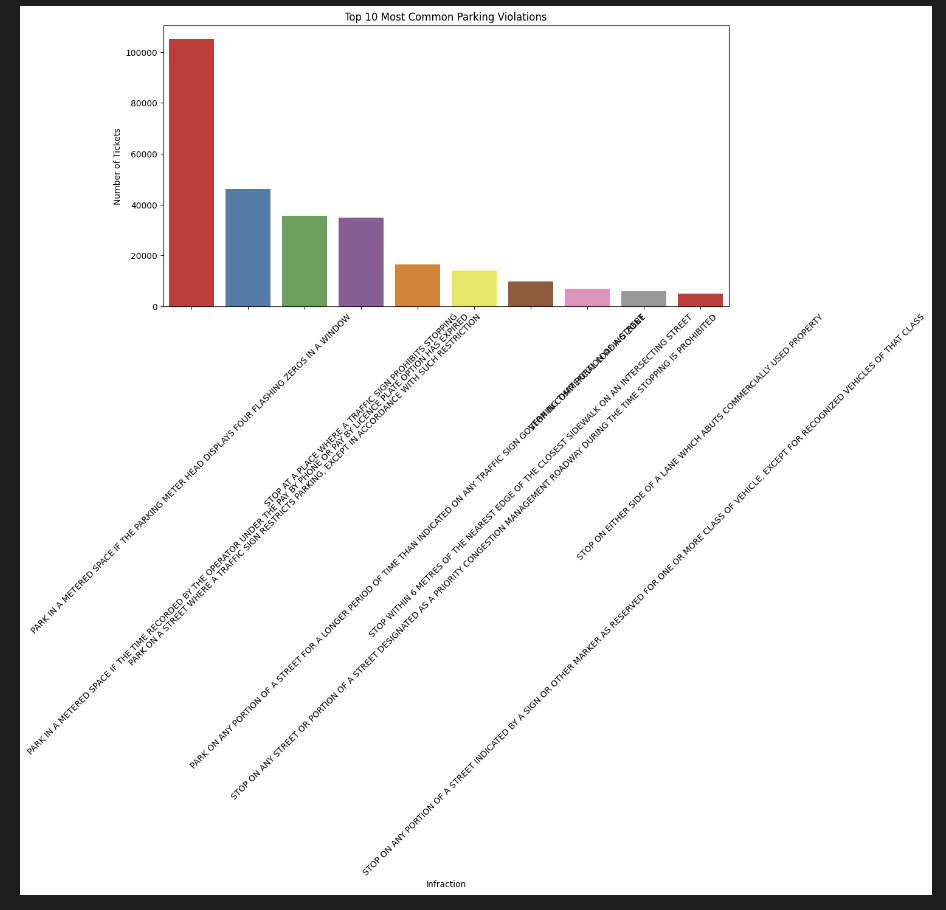 Top 10 Most Common Parking Violations
Number of Tickets
100000
80000
60000
40000
20000
0
PARK IN A METERED SPACE IF THE PARKING METER HEAD DISPLAYS FOUR FLASHING ZEROS IN A WINDOW
PARK IN A METERED SPACE IF THE TIME RECORDED BY THE OPERATOR UNDER THE PAY BY PHONE OR PAY BY LICENCE PLATE OPTION HAS EXPIRED
PARK ON A STREET WHERE A TRAFFIC SIGN RESTRICTS PARKING, EXCEPT IN ACCORDANCE WITH SUCH RESTRICTION
STOP AT A PLACE WHERE A TRAFFIC SIGN PROHIBITS STOPPING
PARK ON ANY PORTION OF A STREET FOR A LONGER PERIOD OF TIME THAN INDICATED ON ANY TRAFFIC SIGN
STOP ON ANY STREET OR PORTION OF A STREET DESIGNATED AS A PRIORITY CONGESTION MANAGEMENT ROADWAY DURING THE TIME STOPPING IS PROHIBITED
STOP WITHIN 6 METRES OF THE NEAREST EDGE OF THE CLOSEST SIDEWALK ON AN INTERSECTING STREET
STOP ON ANY PORTION OF A STREET INDICATED BY A SIGN OR OTHER MARKER AS RESERVED FOR ONE OR MORE CLASS OF VEHICLE, EXCEPT FOR RECOGNIZED VEHICLES OF THAT CLASS
STOP ON EITHER SIDE OF A LANE WHICH ABUTS COMMERCIALLY USED PROPERTY
Infraction